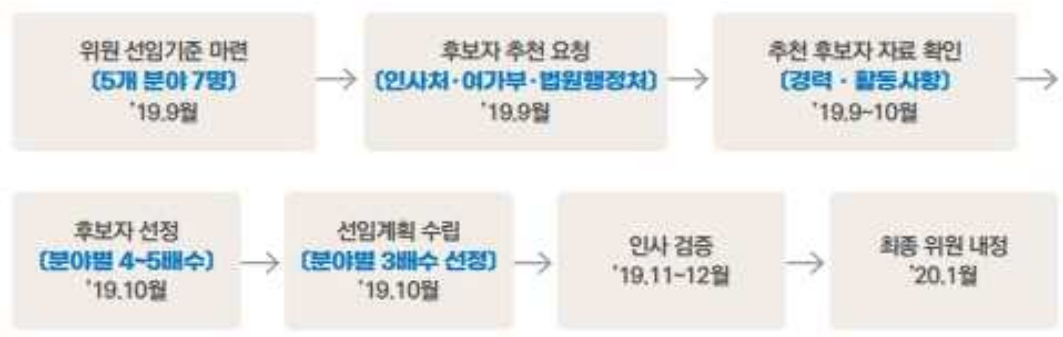 위원 선임기준 마련
(5개 분야 7명)
'19.9월
후보자 추천 요청
(인사처·여가부·법원행정처)
'19.9월
추천 후보자 자료 확인
(경력·활동사항)
'19.9~10월
후보자 선정
(분야별 4~5배수)
'19.10월
선임계획 수립
(분야별 3배수 선정)
'19.10월
인사 검증
'19.11~12월
최종 위원 내정
'20.1월